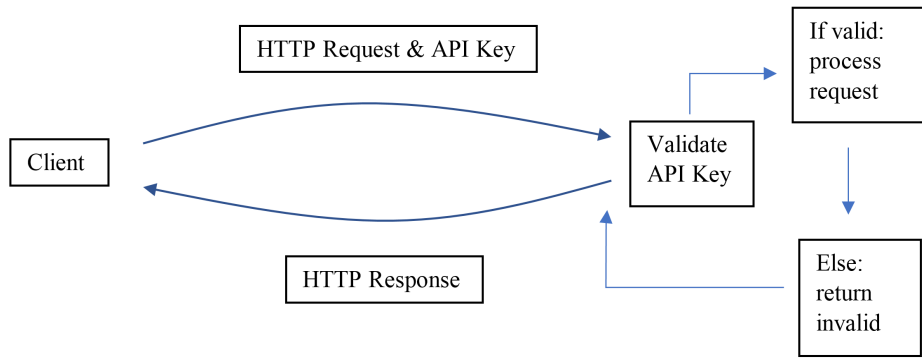 HTTP Request & API Key
If valid:
process
request
Client
Validate
API Key
HTTP Response
Else:
return
invalid